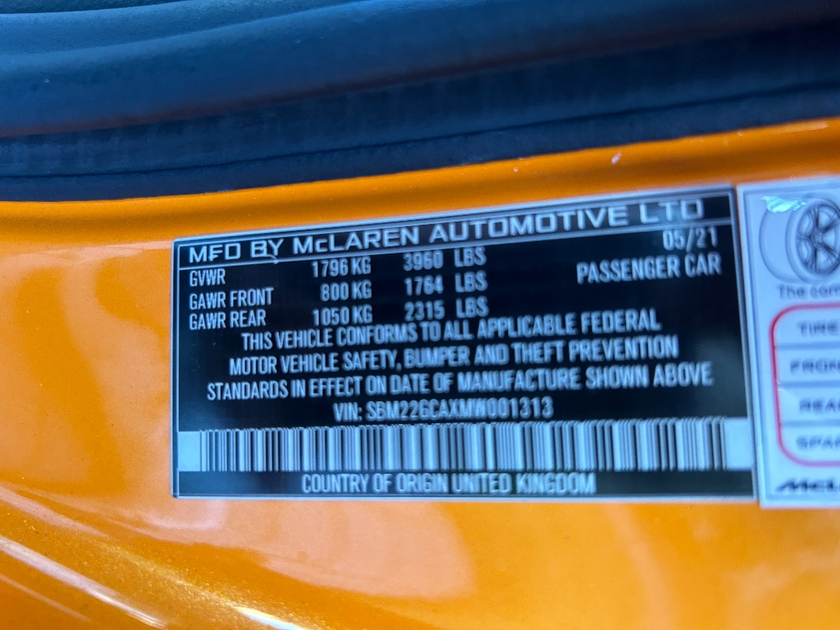 MFD BY McLAREN AUTOMOTIVE LTD
05/21
GVWR 1796 KG 3960 LBS
PASSENGER CAR
GAWR FRONT 800 KG 1764 LBS
GAWR REAR 1050 KG 2315 LBS
THIS VEHICLE CONFORMS TO ALL APPLICABLE FEDERAL
MOTOR VEHICLE SAFETY, BUMPER AND THEFT PREVENTION
STANDARDS IN EFFECT ON DATE OF MANUFACTURE SHOWN ABOVE
VIN: SBM22GCAXMW001313
COUNTRY OF ORIGIN UNITED KINGDOM
The